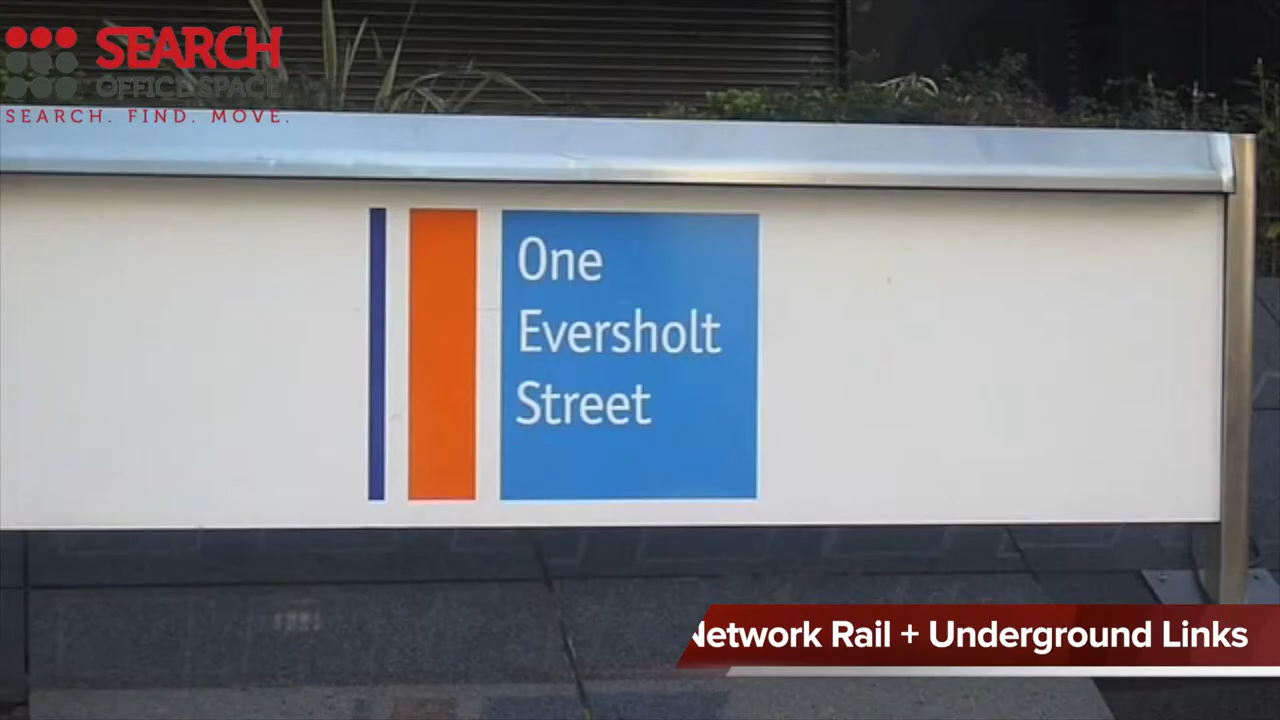 SEARCH
OFFICE SPACE
SEARCH. FIND. MOVE.
One
Eversholt
Street
Network Rail + Underground Links